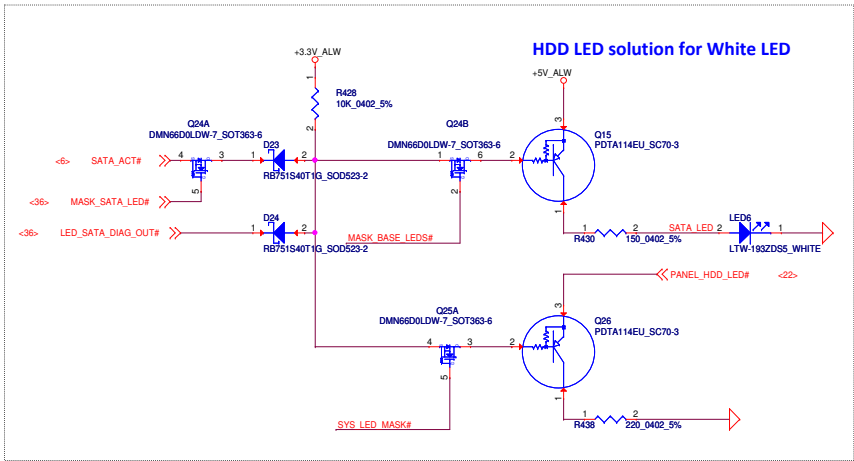 HDD LED solution for White LED
+3.3V_ALW
+5V_ALW
1
R428
10K_0402_5%
2
Q24A
DMN66D0LDW-7_SOT363-6
D23
Q24B
DMN66D0LDW-7_SOT363-6
3
Q15
PDTA114EU_SC70-3
<6> SATA_ACT# 4 3 1 2 1 6 2
RB751S40T1G_SOD523-2
5
2
<36> MASK_SATA_LED#
D24
1
<36> LED_SATA_DIAG_OUT# 1 2
MASK_BASE_LEDS#
RB751S40T1G_SOD523-2
1 2 SATA_LED 2 LED6 1
R430 150_0402_5% LTW-193ZDS5_WHITE
PANEL_HDD_LED# <22>
3
Q25A
DMN66D0LDW-7_SOT363-6
Q26
PDTA114EU_SC70-3
4 3 2
5
1
SYS_LED_MASK#
1 2
R438 220_0402_5%